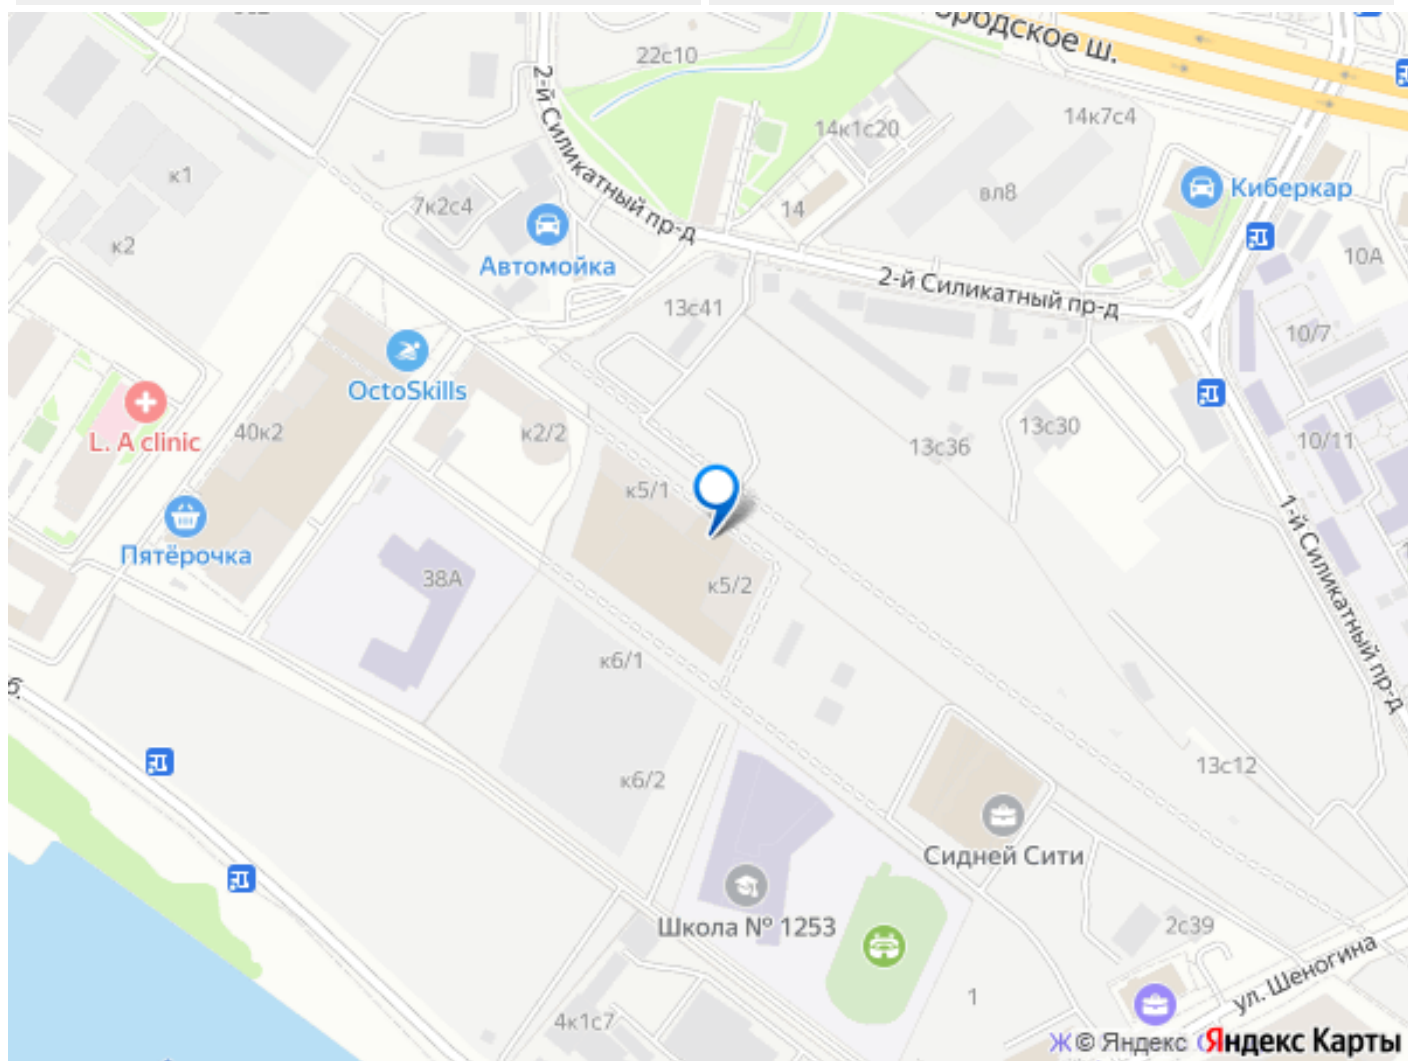 22с10
ородское ш.
14к7с4
14к1с20
2-й Силикатный пр-д
к1
7к2с4
14
вл8
Киберкар
к2
Автомойка
10А
2-й Силикатный пр-д
13с41
10/7
OctoSkills
L. A clinic
40к2
к2/2
13с36
13с30
10/11
к5/1
Пятёрочка
38А
к5/2
1-й Силикатный пр-д
к6/1
б.
к6/2
13с12
Сидней Сити
Школа № 1253
2с39
ул. Шеногина
1
4к1с7
Ж © Яндекс Яндекс Карты